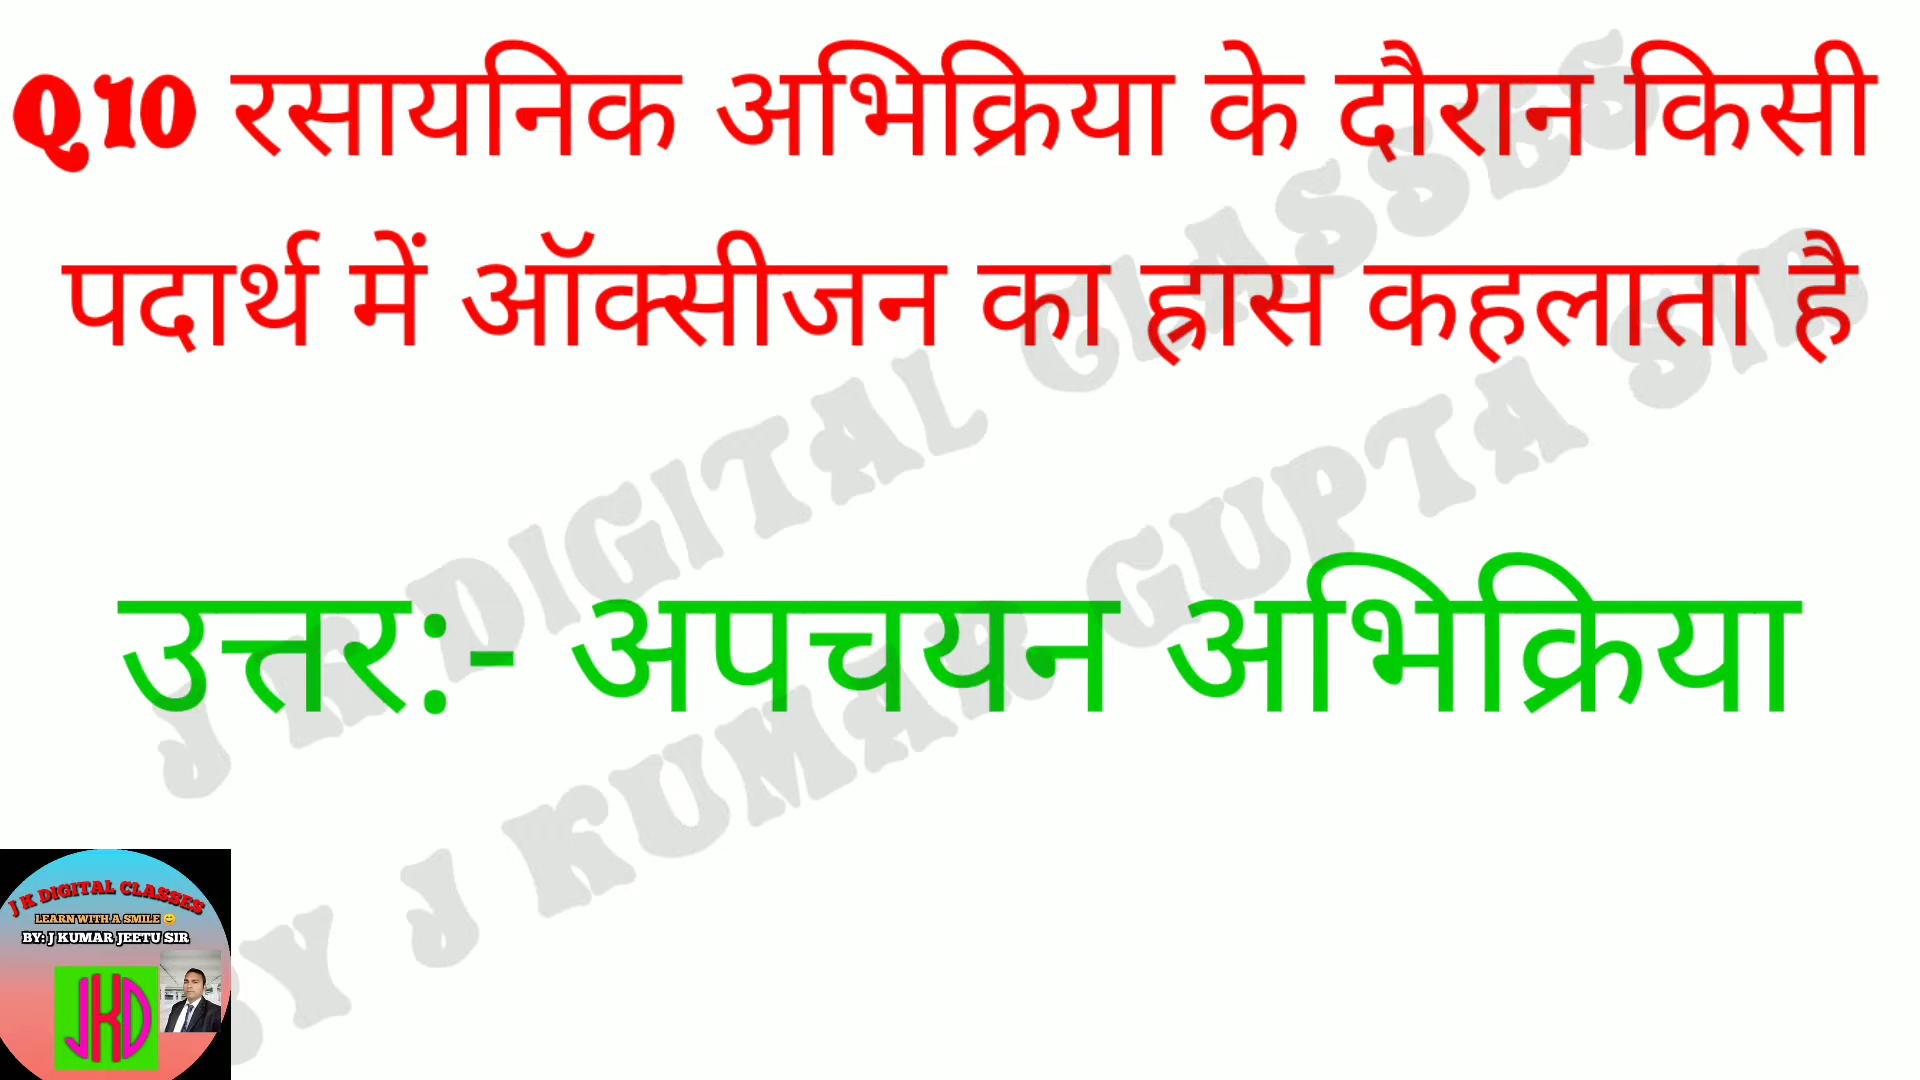 Q10 रसायनिक अभिक्रिया के दौरान किसी
पदार्थ में ऑक्सीजन का ह्रास कहलाता है
उत्तर:- अपचयन अभिक्रिया
J K DIGITAL CLASSES
BY J KUMAR GUPTA SIR
J K DIGITAL CLASSES
LEARN WITH A SMILE 😊
BY: J KUMAR JEETU SIR
JKD